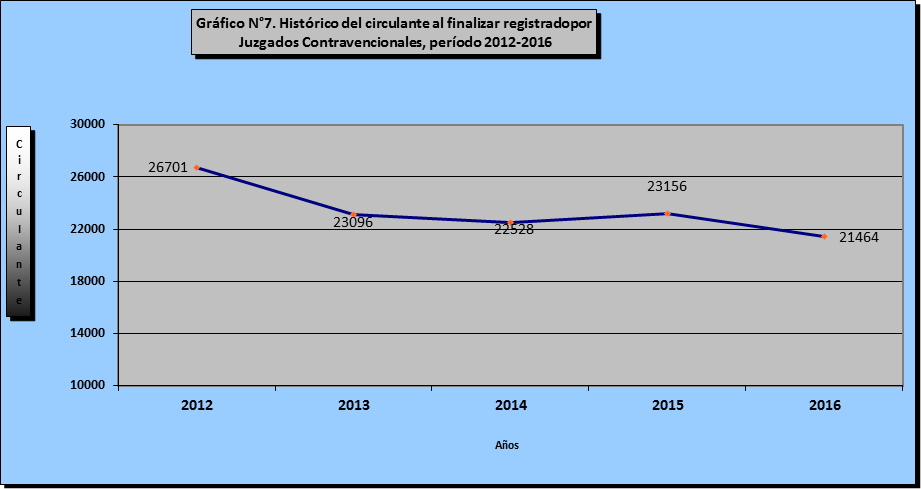 Gráfico N°7. Histórico del circulante al finalizar registradopor
Juzgados Contravencionales, período 2012-2016
Circulante
30000
26000
22000
18000
14000
10000
26701
23096
22528
23156
21464
2012 2013 2014 2015 2016
Años